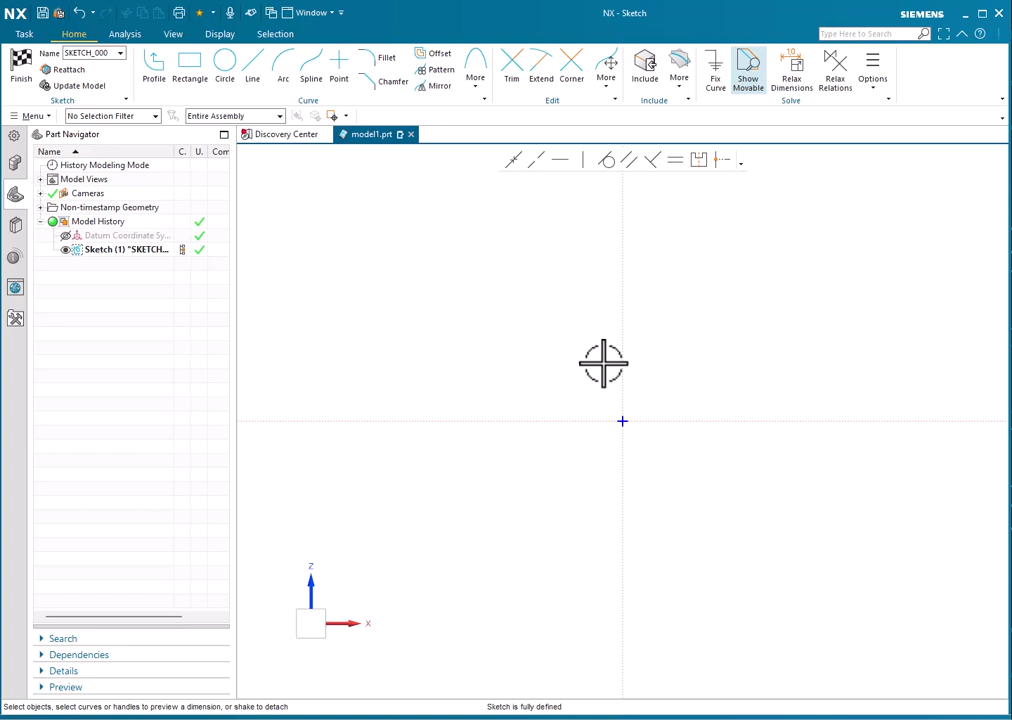 NX
Window
NX - Sketch
SIEMENS
Task
Home
Analysis
View
Display
Selection
Type Here to Search
Finish
Name SKETCH_000
Reattach
Update Model
Sketch
Profile
Rectangle
Circle
Line
Arc
Spline
Point
Fillet
Chamfer
Offset
Pattern
Mirror
More
Curve
Trim
Extend
Corner
More
Edit
Include
More
Include
Fix
Curve
Show
Movable
Relax
Dimensions
Relax
Relations
Options
Solve
Menu
No Selection Filter
Entire Assembly
Part Navigator
Discovery Center
model1.prt
Name
C.
U.
Com
History Modeling Mode
Model Views
Cameras
Non-timestamp Geometry
Model History
Datum Coordinate Sy...
Sketch (1) "SKETCH...
Z
X
Search
Dependencies
Details
Preview
Select objects, select curves or handles to preview a dimension, or shake to detach
Sketch is fully defined